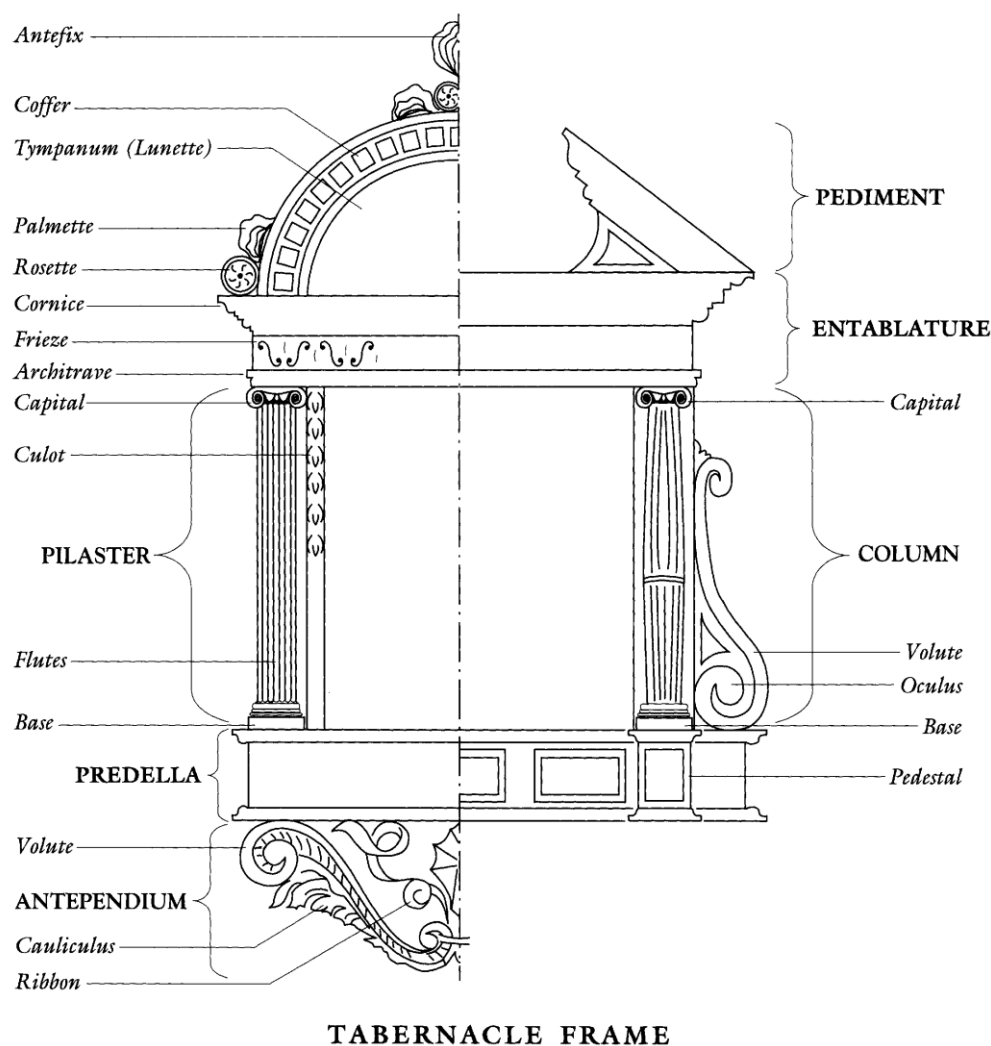 Antefix
Coffer
Tympanum (Lunette)
Palmette
Rosette
Cornice
Frieze
Architrave
Capital
Culot
PILASTER
Flutes
Base
PREDELLA
Volute
ANTEPENDIUM
Cauliculus
Ribbon
PEDIMENT
ENTABLATURE
Capital
COLUMN
Volute
Oculus
Base
Pedestal
TABERNACLE FRAME